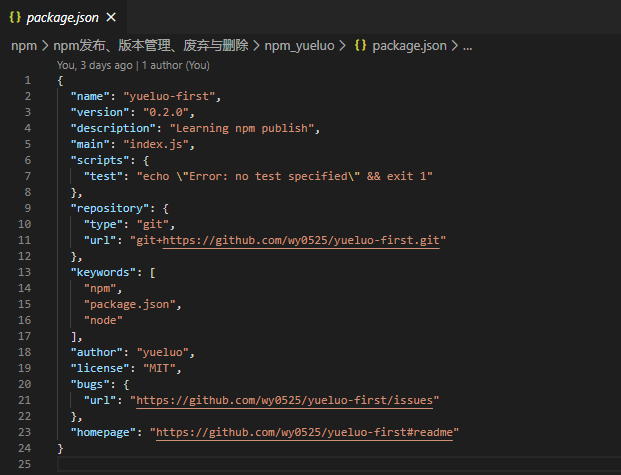 {} package.json ×
npm > npm发布、版本管理、废弃与删除 > npm_yueluo > {} package.json > ...
You, 3 days ago | 1 author (You)
1 {
2 "name": "yueluo-first",
3 "version": "0.2.0",
4 "description": "Learning npm publish",
5 "main": "index.js",
6 "scripts": {
7 "test": "echo \"Error: no test specified\" && exit 1"
8 },
9 "repository": {
10 "type": "git",
11 "url": "git+https://github.com/wy0525/yueluo-first.git"
12 },
13 "keywords": [
14 "npm",
15 "package.json",
16 "node"
17 ],
18 "author": "yueluo",
19 "license": "MIT",
20 "bugs": {
21 "url": "https://github.com/wy0525/yueluo-first/issues"
22 },
23 "homepage": "https://github.com/wy0525/yueluo-first#readme"
24 }
25